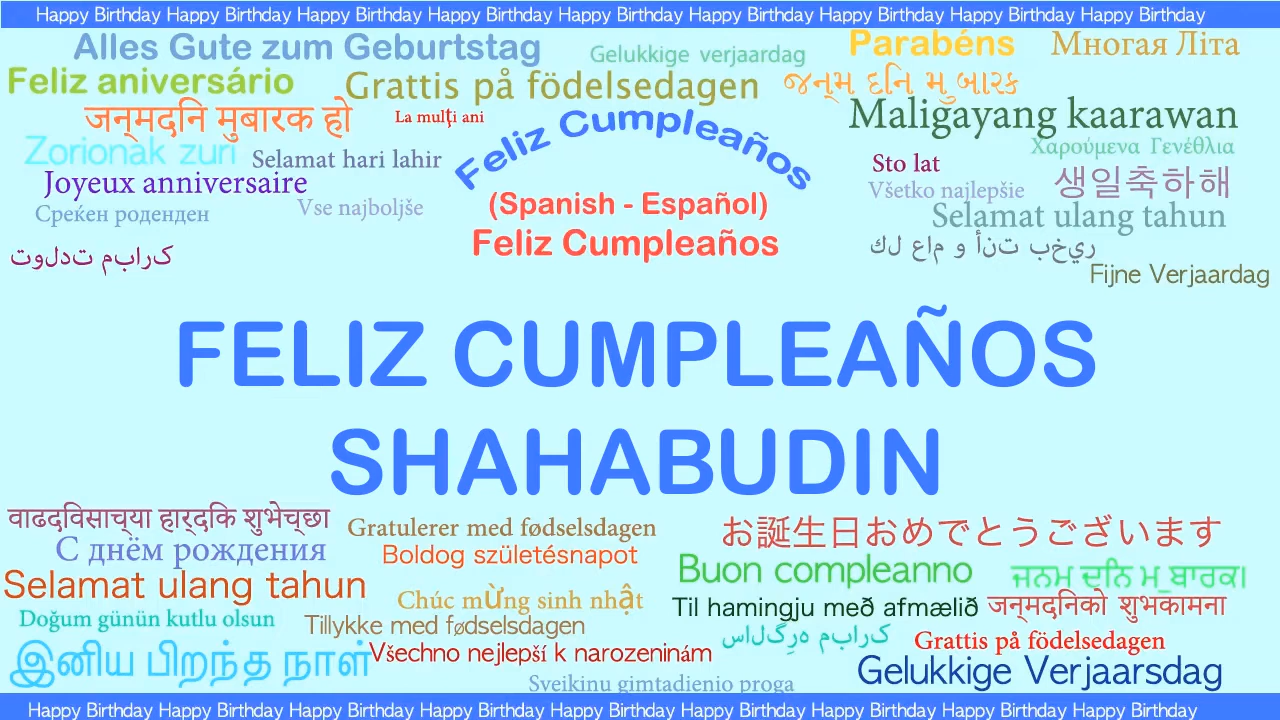 Happy Birthday Happy Birthday Happy Birthday Happy Birthday Happy Birthday Happy Birthday Happy Birthday Happy Birthday Happy Birthday
Alles Gute zum Geburtstag
Gelukkige verjaardag
Parabéns
Многая Літа
Feliz aniversário
Grattis på födelsedagen
જન્મ દિન મુબારક
जन्मदिन मुबारक हो
La mulţi ani
Feliz Cumpleaños
Maligayang kaarawan
Zorionak zuri
Selamat hari lahir
Χαρούμενα Γενέθλια
Sto lat
Joyeux anniversaire
(Spanish - Español)
Všetko najlepšie
생일축하해
Среќен роденден
Vse najboljše
Selamat ulang tahun
Feliz Cumpleaños
تولدت مبارک
كل عام و أنت بخير
Fijne Verjaardag
FELIZ CUMPLEAÑOS
SHAHABUDIN
वाढदिवसाच्या हार्दिक शुभेच्छा
Gratulerer med fødselsdagen
お誕生日おめでとうございます
С днём рождения
Boldog születésnapot
Buon compleanno
ਜਨਮ ਦਿਨ ਮੁਬਾਰਕ।
Selamat ulang tahun
Chúc mừng sinh nhật
Til hamingju með afmælið
जन्मदिनको शुभकामना
Doğum günün kutlu olsun
Tillykke med fødselsdagen
سالگرہ مبارک
Grattis på födelsedagen
இனிய பிறந்த நாள்
Všechno nejlepší k narozeninám
Gelukkige Verjaarsdag
Sveikinu gimtadienio proga
Happy Birthday Happy Birthday Happy Birthday Happy Birthday Happy Birthday Happy Birthday Happy Birthday Happy Birthday Happy Birthday